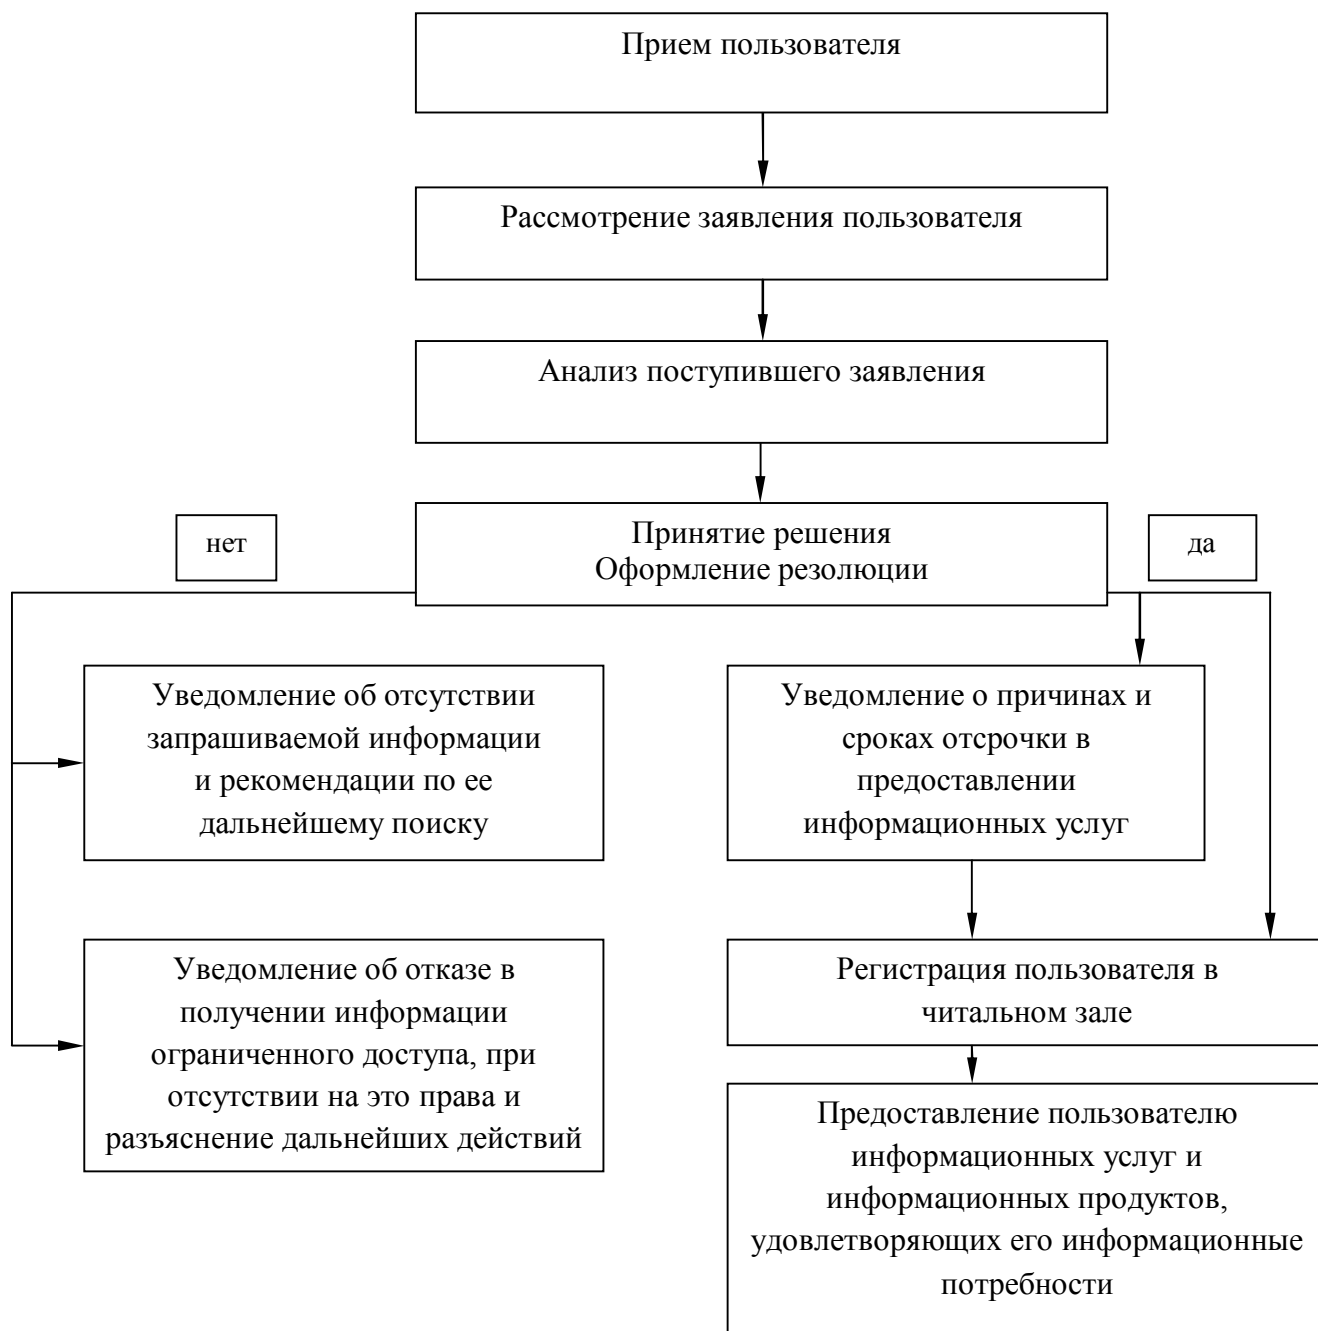 Прием пользователя
Рассмотрение заявления пользователя
Анализ поступившего заявления
нет
Принятие решения
Оформление резолюции
да
Уведомление об отсутствии
запрашиваемой информации
и рекомендации по ее
дальнейшему поиску
Уведомление о причинах и
сроках отсрочки в
предоставлении
информационных услуг
Уведомление об отказе в
получении информации
ограниченного доступа, при
отсутствии на это права и
разъяснение дальнейших действий
Регистрация пользователя в
читальном зале
Предоставление пользователю
информационных услуг и
информационных продуктов,
удовлетворяющих его информационные
потребности